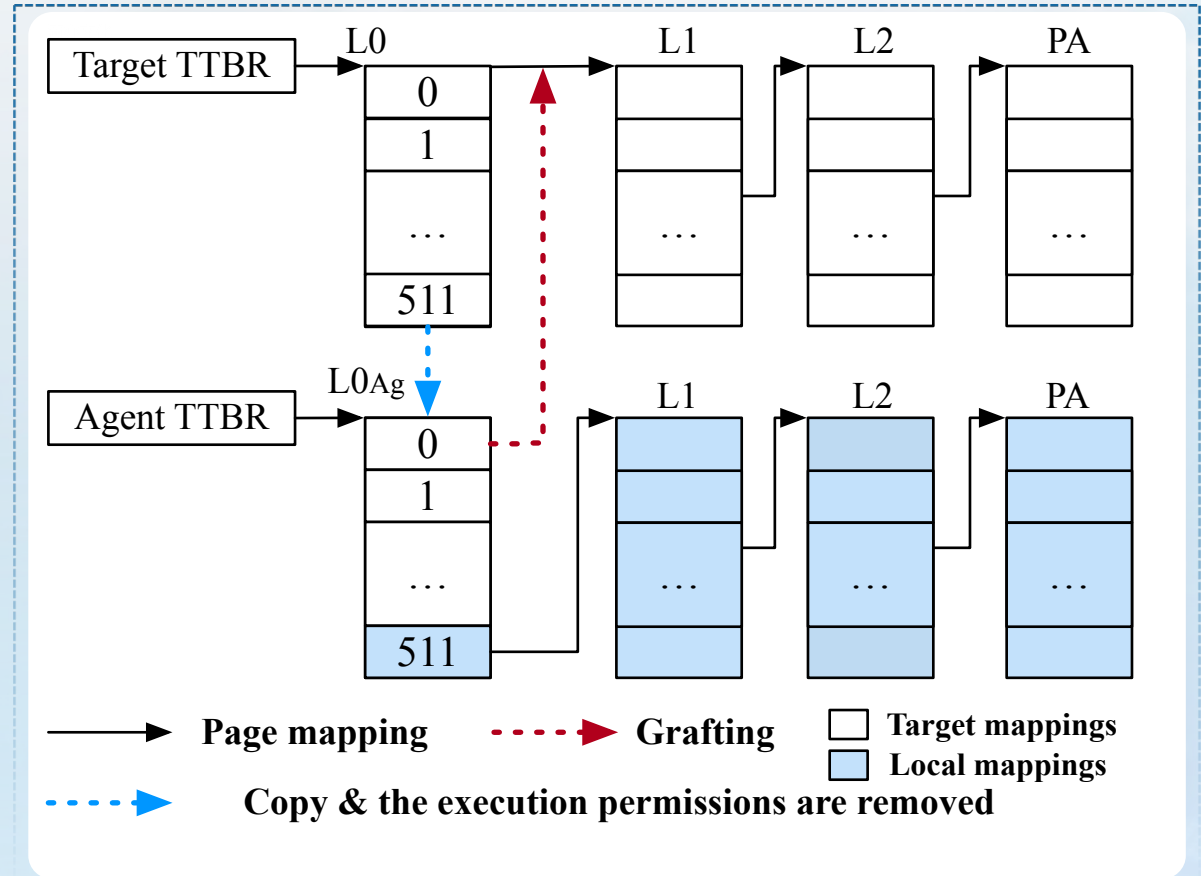 Target TTBR
L0
L1
L2
PA
0
1
...
511
...
...
...
Agent TTBR
L0Ag
L1
L2
PA
0
1
...
511
...
...
...
Page mapping
Grafting
Target mappings
Local mappings
Copy & the execution permissions are removed